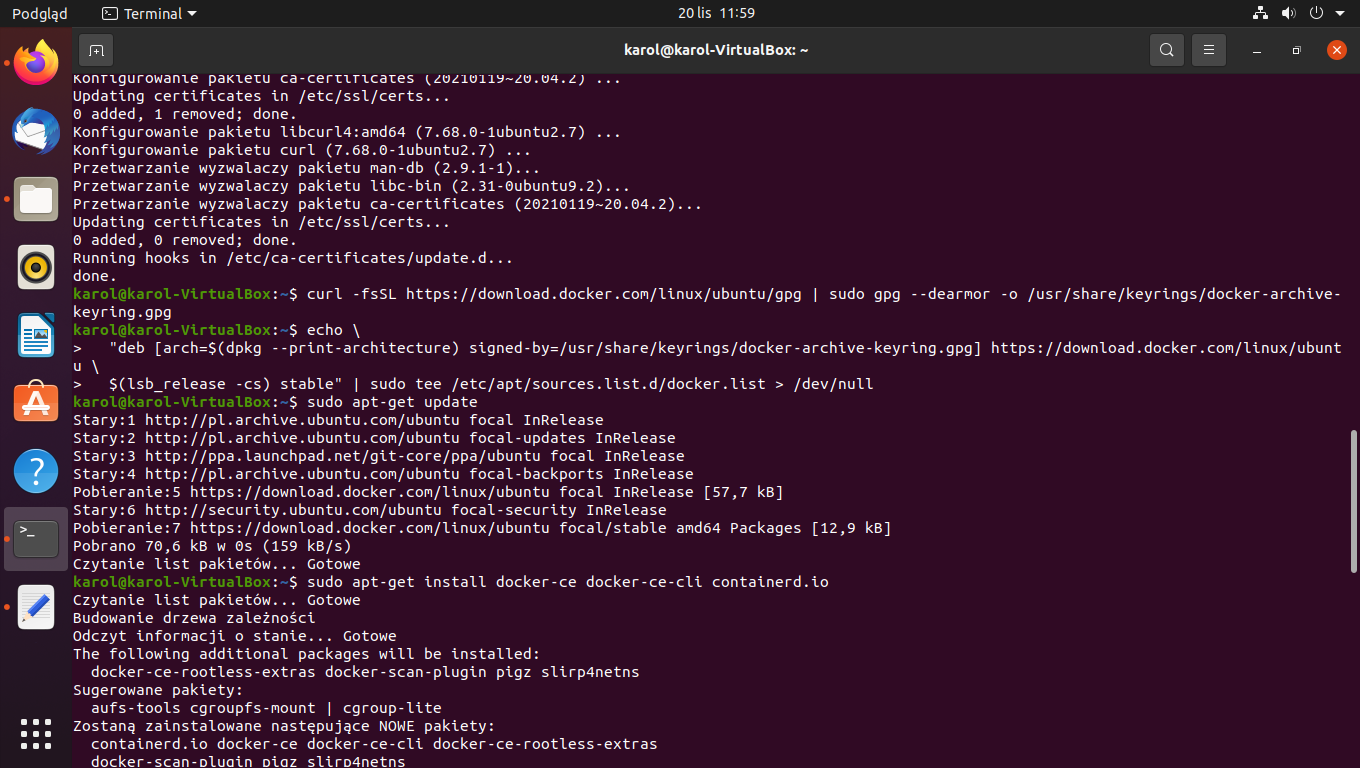 Podgląd
Terminal
20 lis 11:59
karol@karol-VirtualBox: ~
Konfigurowanie pakietu ca-certificates (20210119~20.04.2) ...
Updating certificates in /etc/ssl/certs...
0 added, 1 removed; done.
Konfigurowanie pakietu libcurl4:amd64 (7.68.0-1ubuntu2.7) ...
Konfigurowanie pakietu curl (7.68.0-1ubuntu2.7) ...
Przetwarzanie wyzwalaczy pakietu man-db (2.9.1-1)...
Przetwarzanie wyzwalaczy pakietu libc-bin (2.31-0ubuntu9.2)...
Przetwarzanie wyzwalaczy pakietu ca-certificates (20210119~20.04.2)...
Updating certificates in /etc/ssl/certs...
0 added, 0 removed; done.
Running hooks in /etc/ca-certificates/update.d...
done.
karol@karol-VirtualBox:~$ curl -fsSL https://download.docker.com/linux/ubuntu/gpg | sudo gpg --dearmor -o /usr/share/keyrings/docker-archive-
keyring.gpg
karol@karol-VirtualBox:~$ echo \
>   "deb [arch=$(dpkg --print-architecture) signed-by=/usr/share/keyrings/docker-archive-keyring.gpg] https://download.docker.com/linux/ubunt
u \
>   $(lsb_release -cs) stable" | sudo tee /etc/apt/sources.list.d/docker.list > /dev/null
karol@karol-VirtualBox:~$ sudo apt-get update
Stary:1 http://pl.archive.ubuntu.com/ubuntu focal InRelease
Stary:2 http://pl.archive.ubuntu.com/ubuntu focal-updates InRelease
Stary:3 http://ppa.launchpad.net/git-core/ppa/ubuntu focal InRelease
Stary:4 http://pl.archive.ubuntu.com/ubuntu focal-backports InRelease
Pobieranie:5 https://download.docker.com/linux/ubuntu focal InRelease [57,7 kB]
Stary:6 http://security.ubuntu.com/ubuntu focal-security InRelease
Pobieranie:7 https://download.docker.com/linux/ubuntu focal/stable amd64 Packages [12,9 kB]
Pobrano 70,6 kB w 0s (159 kB/s)
Czytanie list pakietów... Gotowe
karol@karol-VirtualBox:~$ sudo apt-get install docker-ce docker-ce-cli containerd.io
Czytanie list pakietów... Gotowe
Budowanie drzewa zależności
Odczyt informacji o stanie... Gotowe
The following additional packages will be installed:
  docker-ce-rootless-extras docker-scan-plugin pigz slirp4netns
Sugerowane pakiety:
  aufs-tools cgroupfs-mount | cgroup-lite
Zostaną zainstalowane następujące NOWE pakiety:
  containerd.io docker-ce docker-ce-cli docker-ce-rootless-extras
  docker-scan-plugin pigz slirp4netns